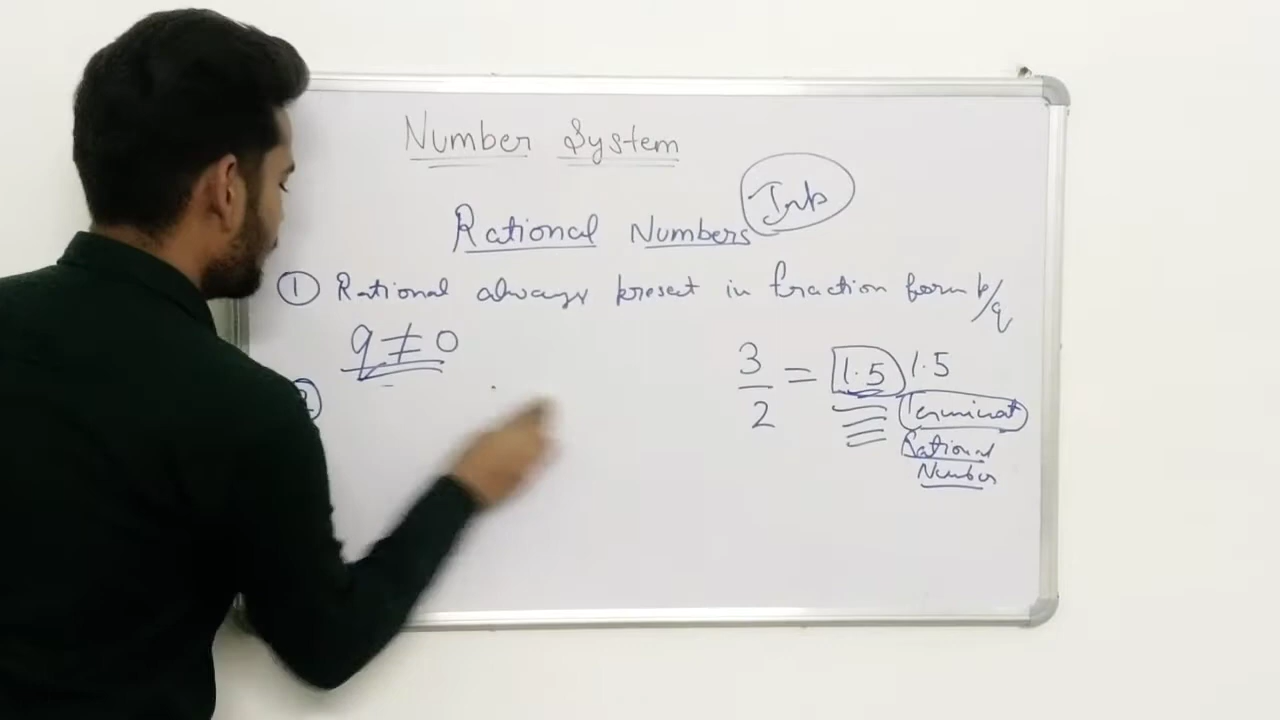 Number System
Rational Numbers
① Rational always present in fraction form p/q
q ≠ 0
②
3/2 = 1.5 1.5
Terminat
Rational
Number